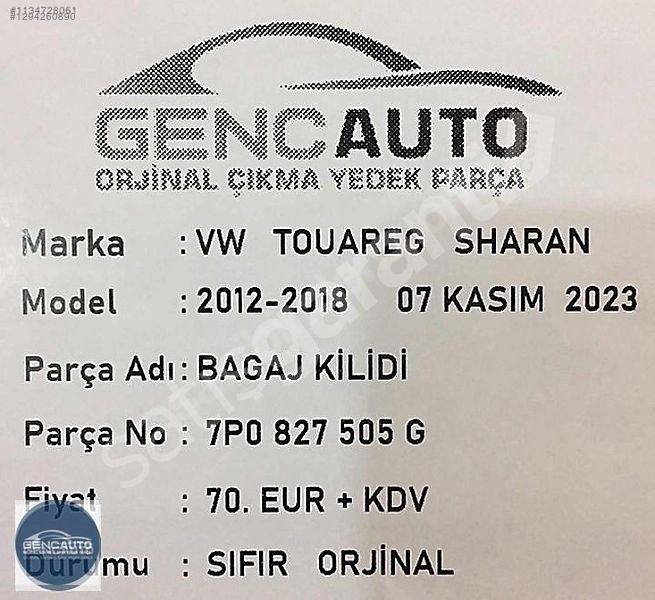 #1134728061
#1294260890
GENCAUTO
ORJİNAL ÇIKMA YEDEK PARÇA
Marka : VW TOUAREG SHARAN
Model : 2012-2018 07 KASIM 2023
Parça Adı : BAGAJ KİLİDİ
Parça No : 7P0 827 505 G
Fiyat : 70. EUR + KDV
GENCAUTO
Durumu : SIFIR ORJİNAL